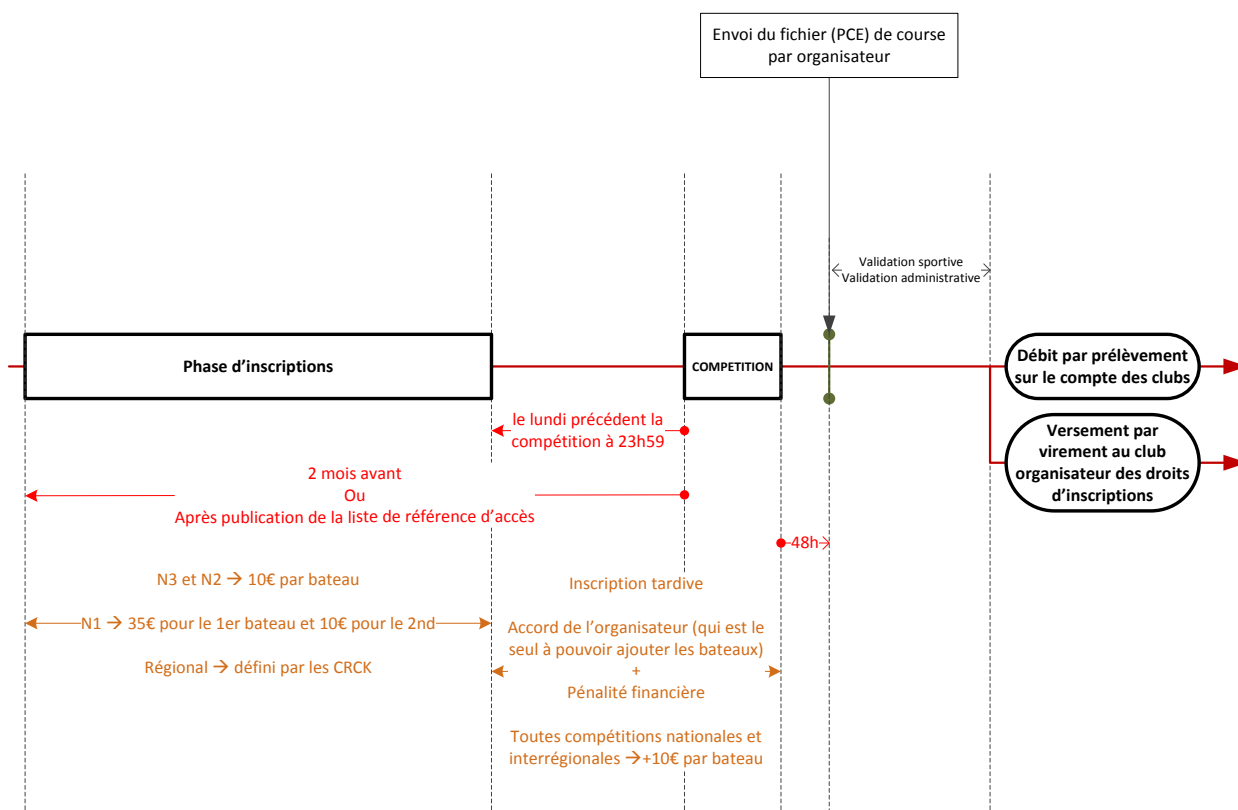 Envoi du fichier (PCE) de course
par organisateur
Validation sportive
Validation administrative
Phase d’inscriptions
COMPETITION
Débit par prélèvement
sur le compte des clubs
le lundi précédent la
compétition à 23h59
Versement par
virement au club
organisateur des droits
d’inscriptions
2 mois avant
Ou
Après publication de la liste de référence d’accès
48h
N3 et N2 → 10€ par bateau
N1 → 35€ pour le 1er bateau et 10€ pour le 2nd
Régional → défini par les CRCK
Inscription tardive
Accord de l’organisateur (qui est le
seul à pouvoir ajouter les bateaux)
+
Pénalité financière
Toutes compétitions nationales et
interrégionales →+10€ par bateau